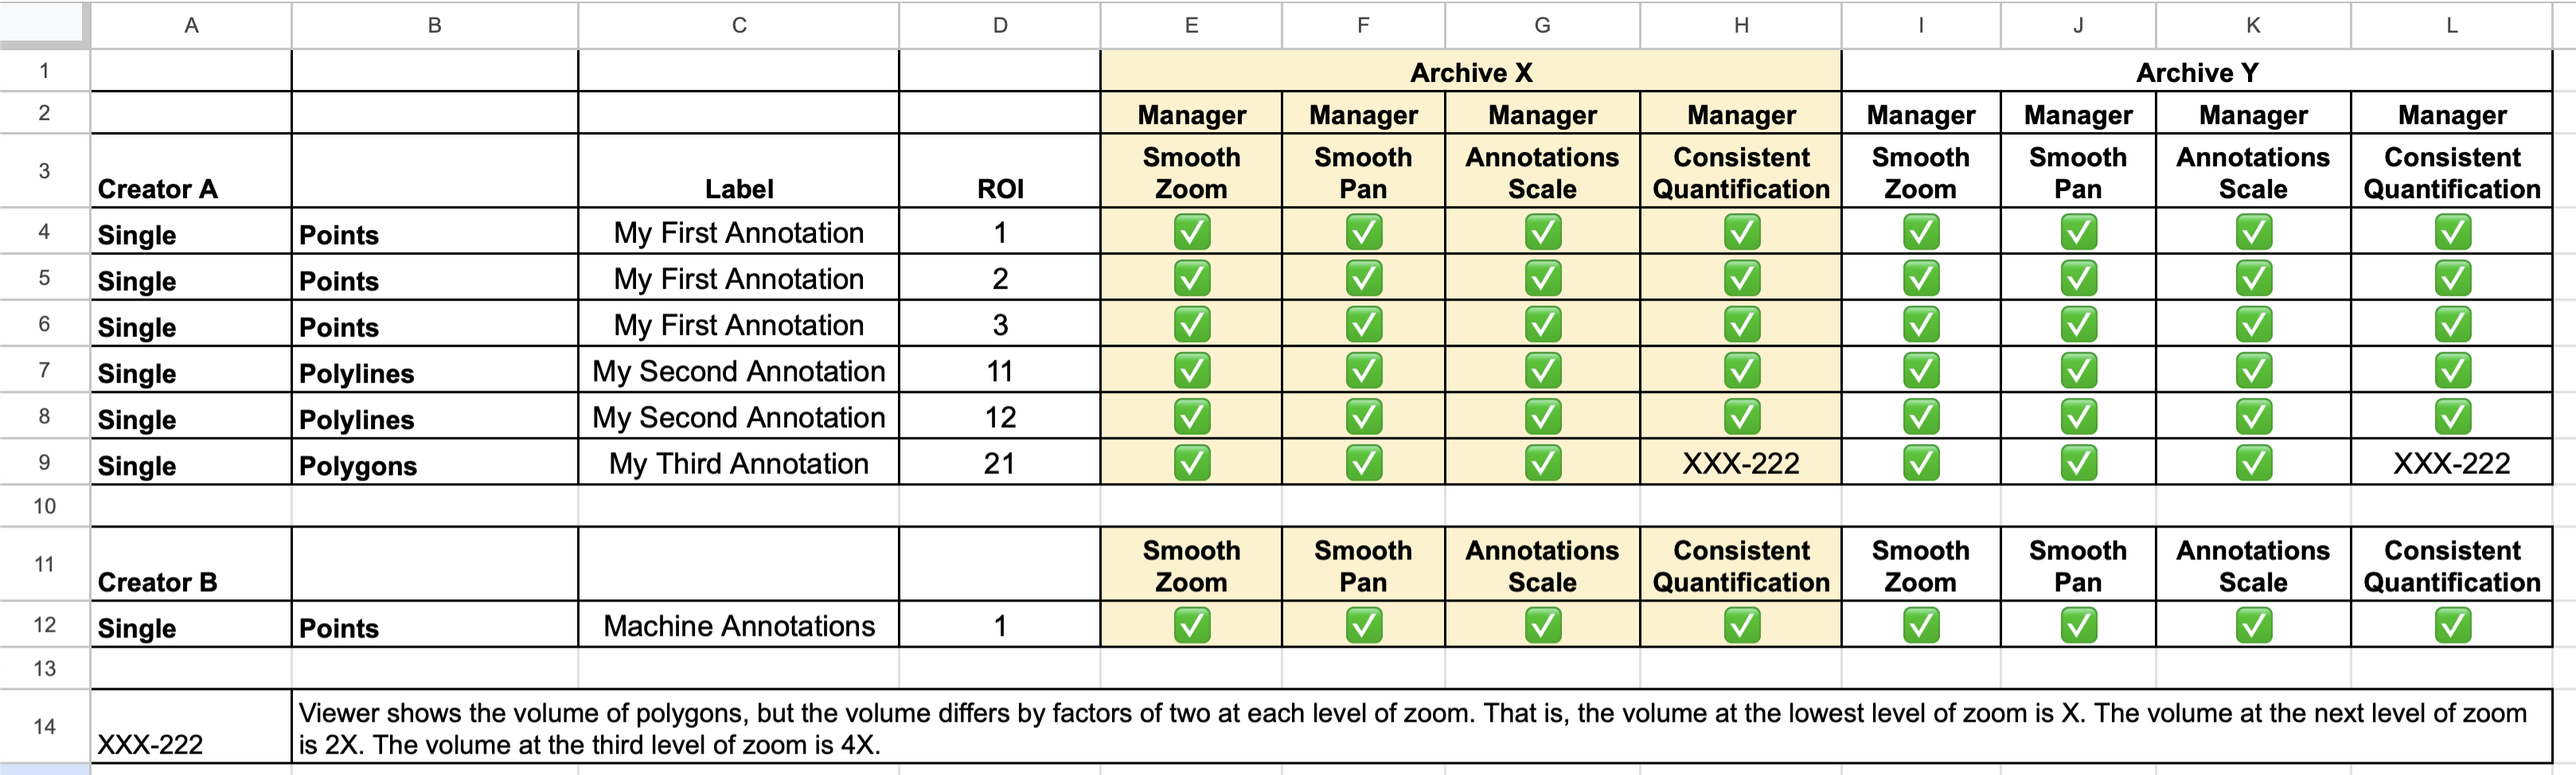 A B C D E F G H I J K L
1 Archive X Archive Y
2 Manager Manager Manager Manager Manager Manager Manager Manager
3 Creator A Label ROI Smooth Zoom Smooth Pan Annotations Scale Consistent Quantification Smooth Zoom Smooth Pan Annotations Scale Consistent Quantification
4 Single Points My First Annotation 1 ✅ ✅ ✅ ✅ ✅ ✅ ✅ ✅
5 Single Points My First Annotation 2 ✅ ✅ ✅ ✅ ✅ ✅ ✅ ✅
6 Single Points My First Annotation 3 ✅ ✅ ✅ ✅ ✅ ✅ ✅ ✅
7 Single Polylines My Second Annotation 11 ✅ ✅ ✅ ✅ ✅ ✅ ✅ ✅
8 Single Polylines My Second Annotation 12 ✅ ✅ ✅ ✅ ✅ ✅ ✅ ✅
9 Single Polygons My Third Annotation 21 ✅ ✅ ✅ XXX-222 ✅ ✅ ✅ XXX-222
10
11 Creator B Smooth Zoom Smooth Pan Annotations Scale Consistent Quantification Smooth Zoom Smooth Pan Annotations Scale Consistent Quantification
12 Single Points Machine Annotations 1 ✅ ✅ ✅ ✅ ✅ ✅ ✅ ✅
13
14 XXX-222 Viewer shows the volume of polygons, but the volume differs by factors of two at each level of zoom. That is, the volume at the lowest level of zoom is X. The volume at the next level of zoom
is 2X. The volume at the third level of zoom is 4X.